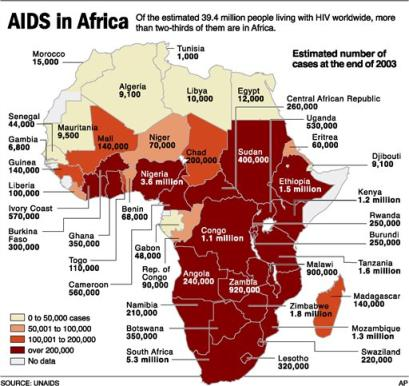 AIDS in Africa
Of the estimated 39.4 million people living with HIV worldwide, more
than two-thirds of them are in Africa.
Estimated number of
cases at the end of 2003
Morocco
15,000
Tunisia
1,000
Algeria
9,100
Libya
10,000
Egypt
12,000
Central African Republic
260,000
Uganda
530,000
Eritrea
60,000
Djibouti
9,100
Senegal
44,000
Mauritania
9,500
Gambia
6,800
Mali
140,000
Niger
70,000
Chad
200,000
Sudan
400,000
Guinea
140,000
Nigeria
3.6 million
Ethiopia
1.5 million
Liberia
100,000
Kenya
1.2 million
Ivory Coast
570,000
Benin
68,000
Rwanda
250,000
Burkina
Faso
300,000
Ghana
350,000
Gabon
48,000
Congo
1.1 million
Burundi
250,000
Togo
110,000
Rep. of
Congo
90,000
Tanzania
1.6 million
Cameroon
560,000
Angola
240,000
Zambia
920,000
Malawi
900,000
Madagascar
140,000
Namibia
210,000
Zimbabwe
1.8 million
Botswana
350,000
Mozambique
1.3 million
South Africa
5.3 million
Lesotho
320,000
Swaziland
220,000
0 to 50,000 cases
50,001 to 100,000
100,001 to 200,000
over 200,000
No data
SOURCE: UNAIDS
AP